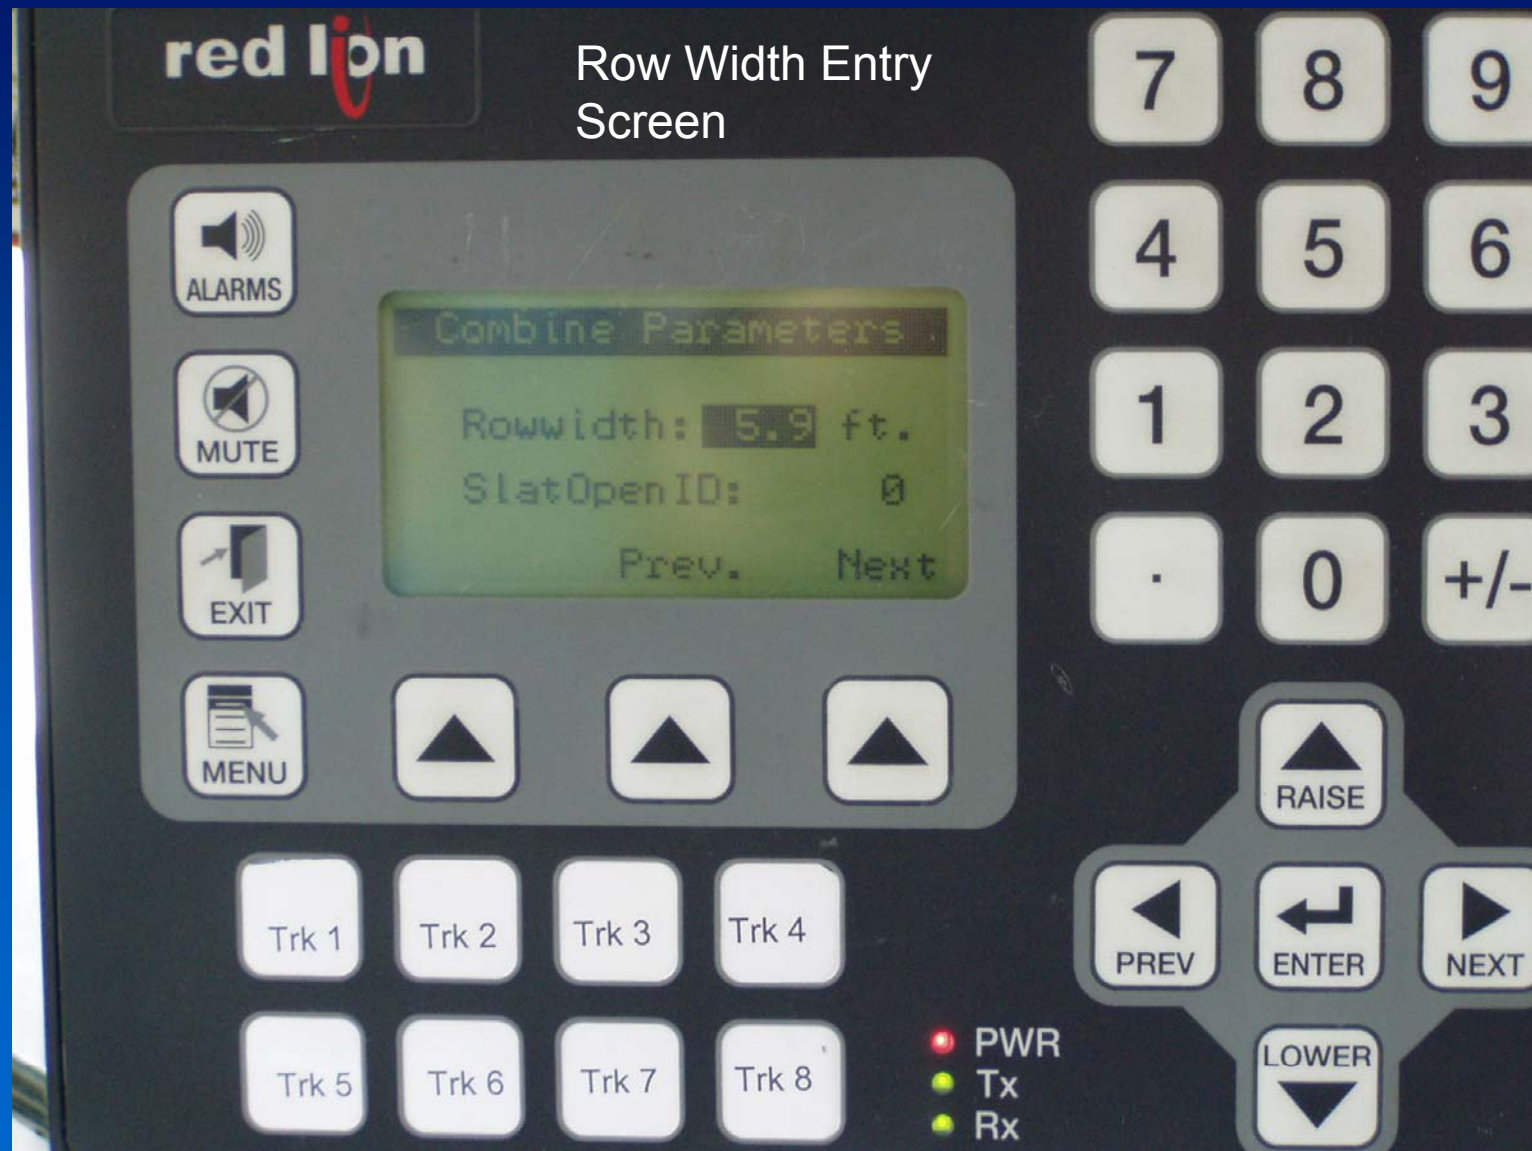 red lion
Row Width Entry
Screen
7 8 9
ALARMS
4 5 6
Combine Parameters
Rowwidth: 5.9 ft.
SlatOpenID: 0
Prev. Next
MUTE
1 2 3
EXIT
. 0 +/-
MENU
RAISE
PREV ENTER NEXT
LOWER
Trk 1 Trk 2 Trk 3 Trk 4
Trk 5 Trk 6 Trk 7 Trk 8
PWR
Tx
Rx